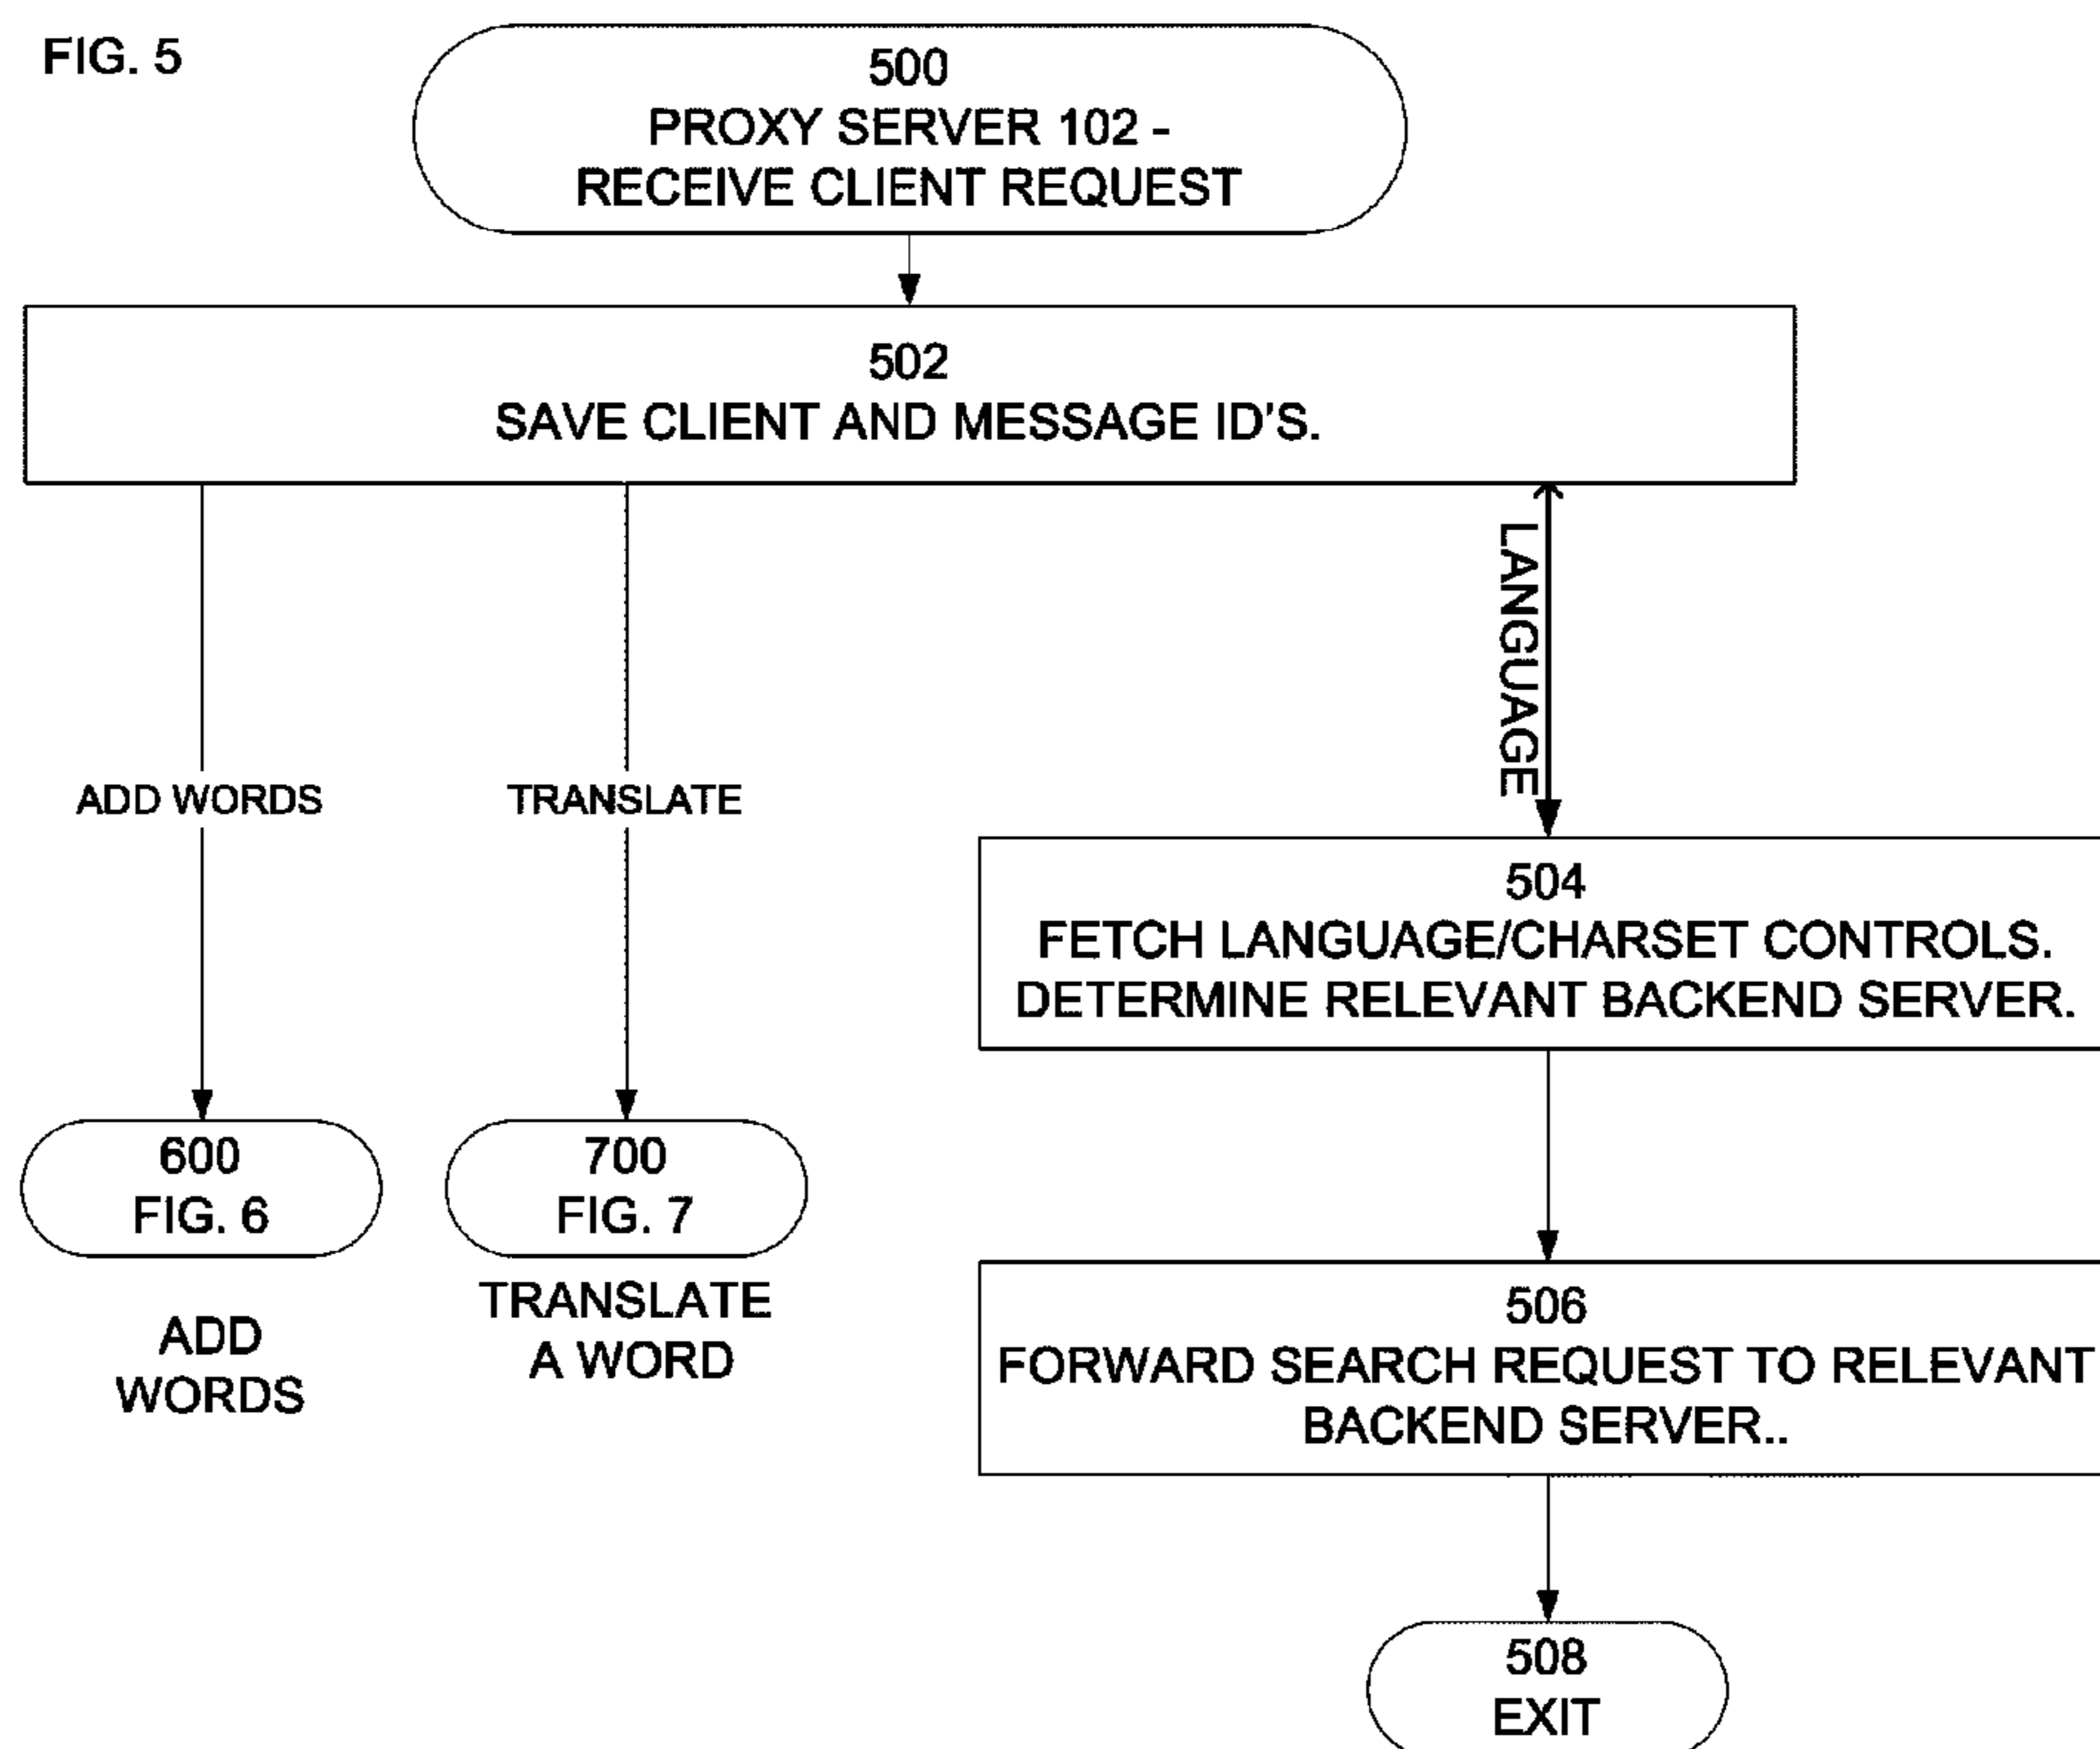 FIG. 5
500
PROXY SERVER 102 -
RECEIVE CLIENT REQUEST
502
SAVE CLIENT AND MESSAGE ID'S.
ADD WORDS
TRANSLATE
LANGUAGE
504
FETCH LANGUAGE/CHARSET CONTROLS.
DETERMINE RELEVANT BACKEND SERVER.
600
FIG. 6
ADD
WORDS
700
FIG. 7
TRANSLATE
A WORD
506
FORWARD SEARCH REQUEST TO RELEVANT
BACKEND SERVER..
508
EXIT